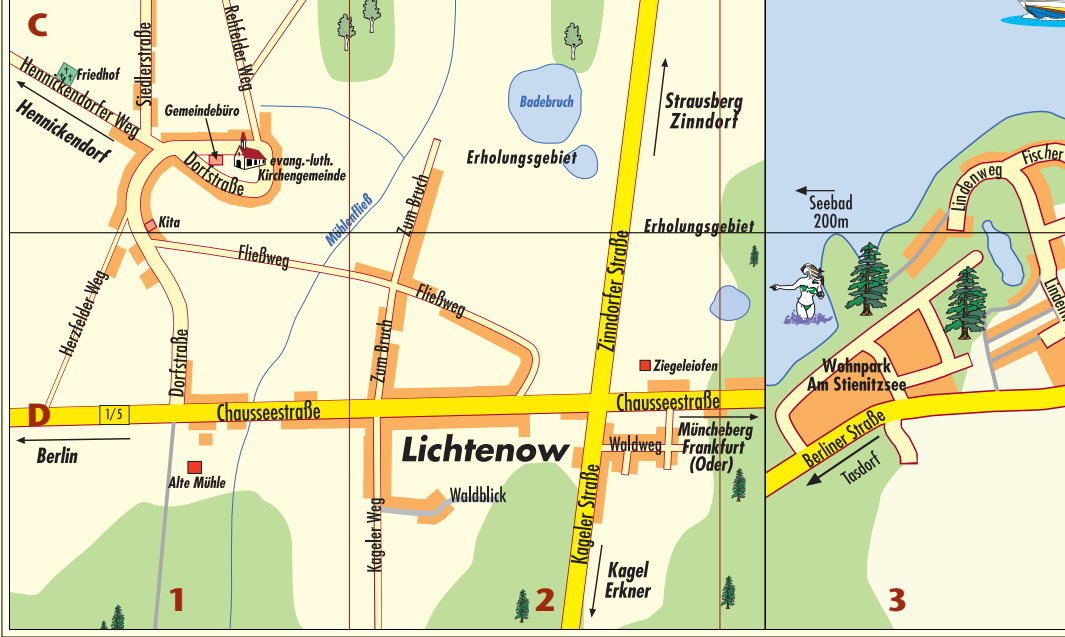 C
Siedlerstraße
Rehfelder Weg
Friedhof
Hennickendorfer Weg
Hennickendorf
Gemeindebüro
evang.-luth.
Kirchengemeinde
Dorfstraße
Kita
Badebruch
Strausberg
Zinndorf
Erholungsgebiet
Mühlenfließ
Zum Bruch
Erholungsgebiet
Seebad
200m
Lindenweg
Fischer
Fließweg
Fließweg
Herzfelder Weg
Dorfstraße
Zum Bruch
Zinndorfer Straße
Ziegeleiofen
Wohnpark
Am Stienitzsee
D
1/5
Chausseestraße
Chausseestraße
Berlin
Lichtenow
Waldweg
Müncheberg
Frankfurt
(Oder)
Berliner Straße
Tasdorf
Alte Mühle
Waldblick
Kageler Weg
Kageler Straße
Kagel
Erkner
1
2
3